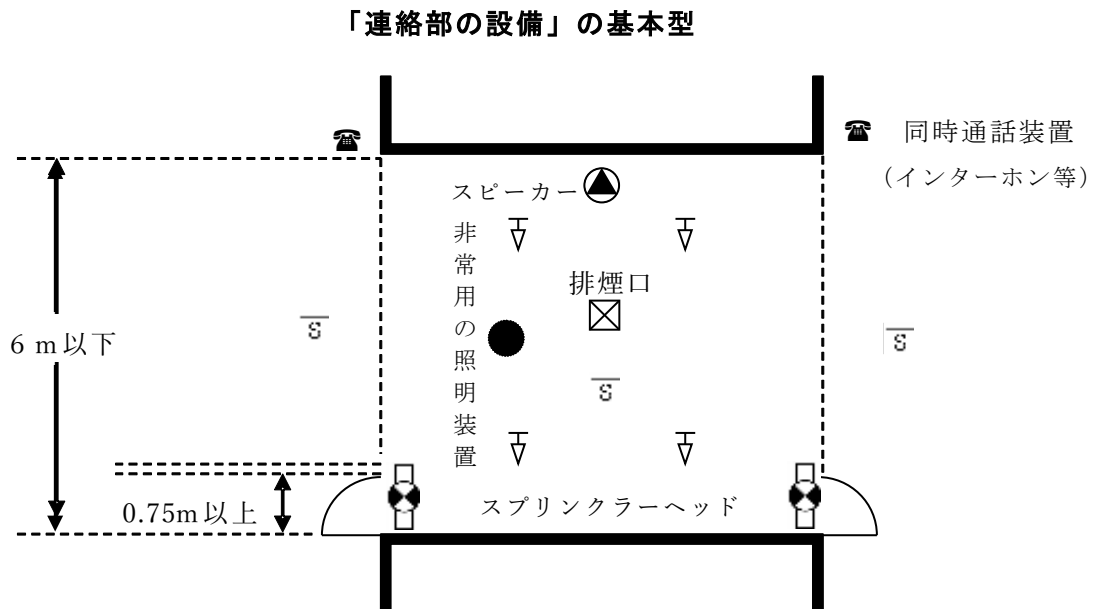 「連絡部の設備」の基本型
同時通話装置
（インターホン等）
スピーカー
非常用の照明装置
排煙口
S
S
6 m以下
S
0.75m以上
スプリンクラーヘッド